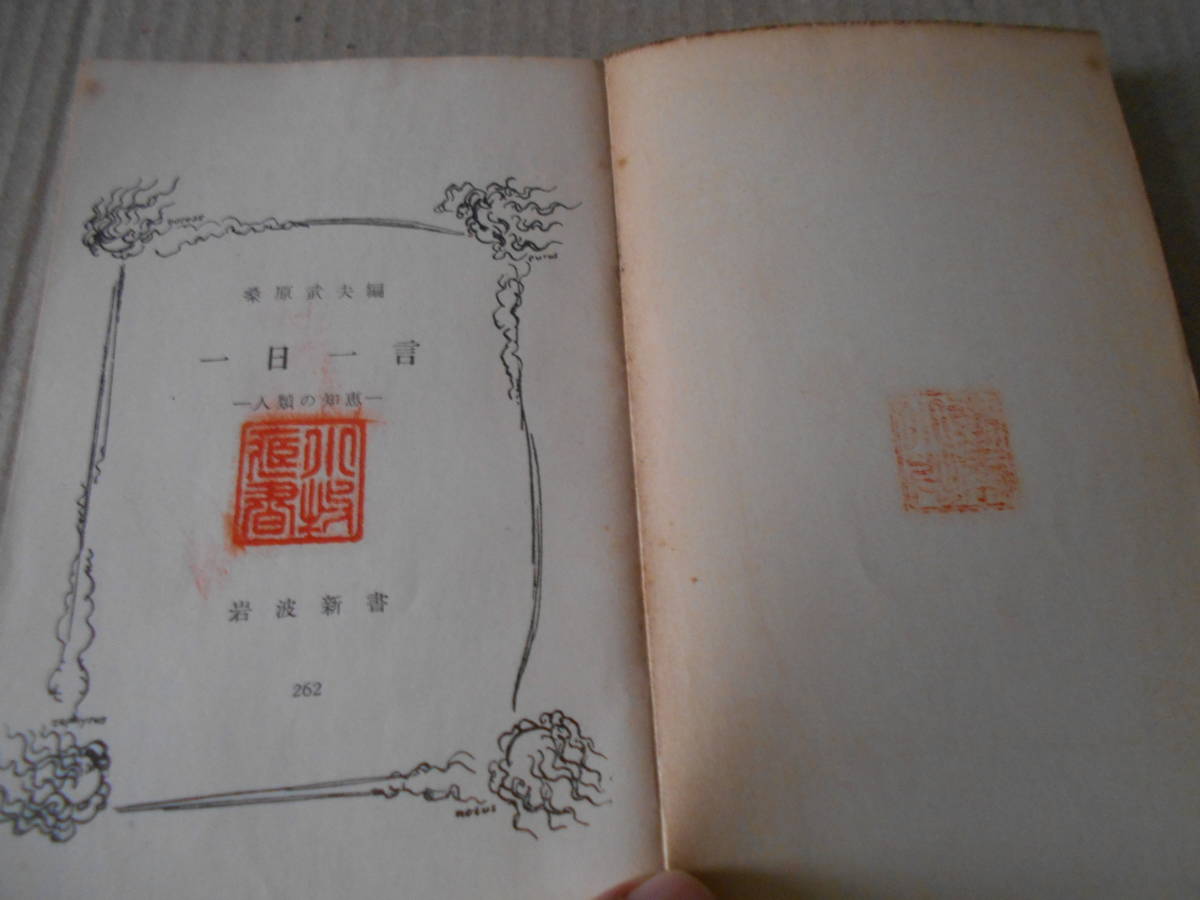 桑原武夫編
一日一言
―人類の知恵―
岩波新書
262
notus